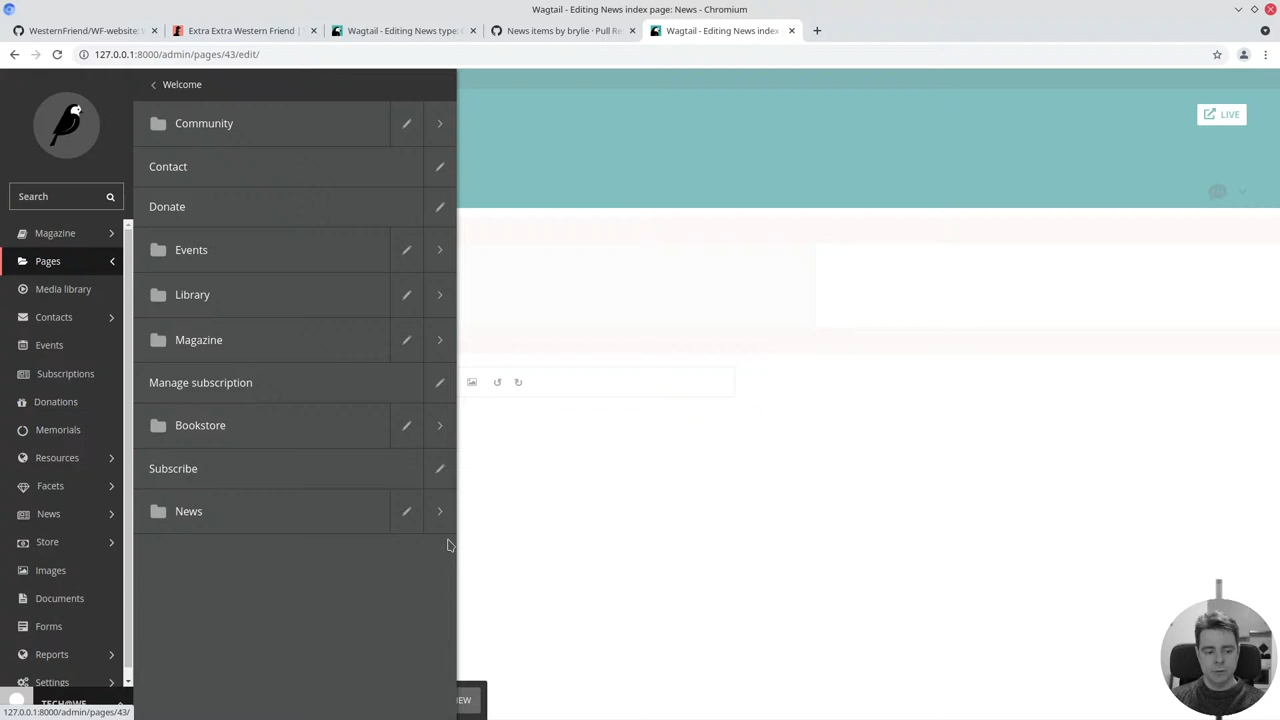 Wagtail - Editing News index page: News - Chromium
WesternFriend/WF-website:
Extra Extra Western Friend |
Wagtail - Editing News type:
News items by brylie · Pull Re
Wagtail - Editing News index
127.0.0.1:8000/admin/pages/43/edit/
Welcome
Community
LIVE
Contact
Search
Donate
Magazine
Events
Pages
Media library
Library
Contacts
Magazine
Events
Subscriptions
Manage subscription
Donations
Bookstore
Memorials
Resources
Subscribe
Facets
News
News
Store
Images
Documents
Forms
Reports
Settings
TECH@WE
127.0.0.1:8000/admin/pages/43/